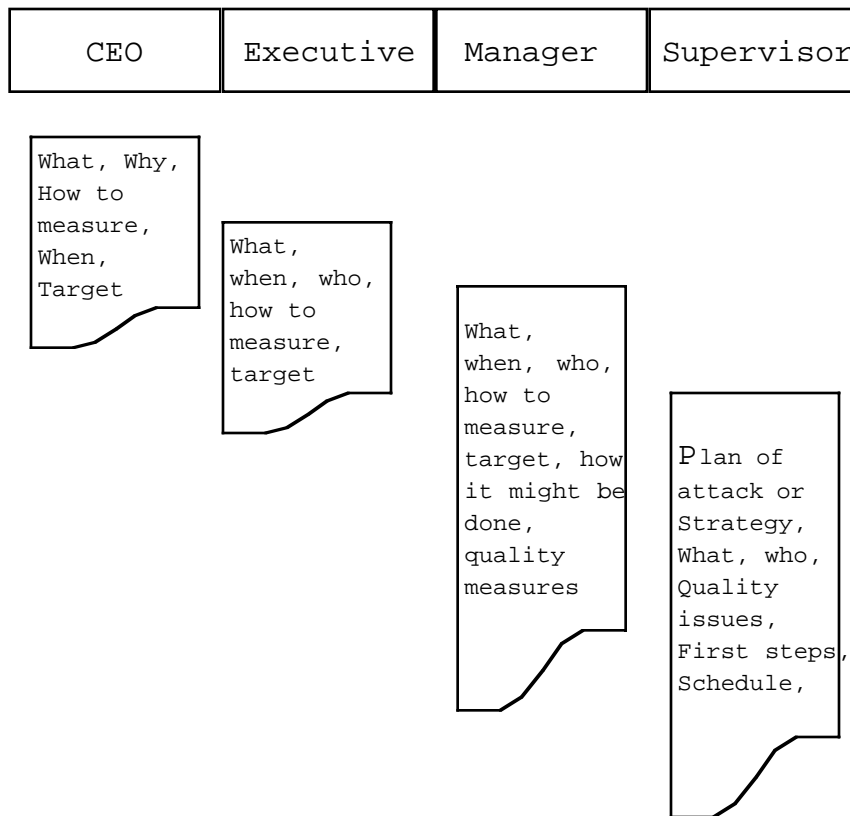 CEO
Executive
Manager
Supervisor
What, Why,
How to
measure,
When,
Target
What,
when, who,
how to
measure,
target
What,
when, who,
how to
measure,
target, how
it might be
done,
quality
measures
Plan of
attack or
Strategy,
What, who,
Quality
issues,
First steps,
Schedule,